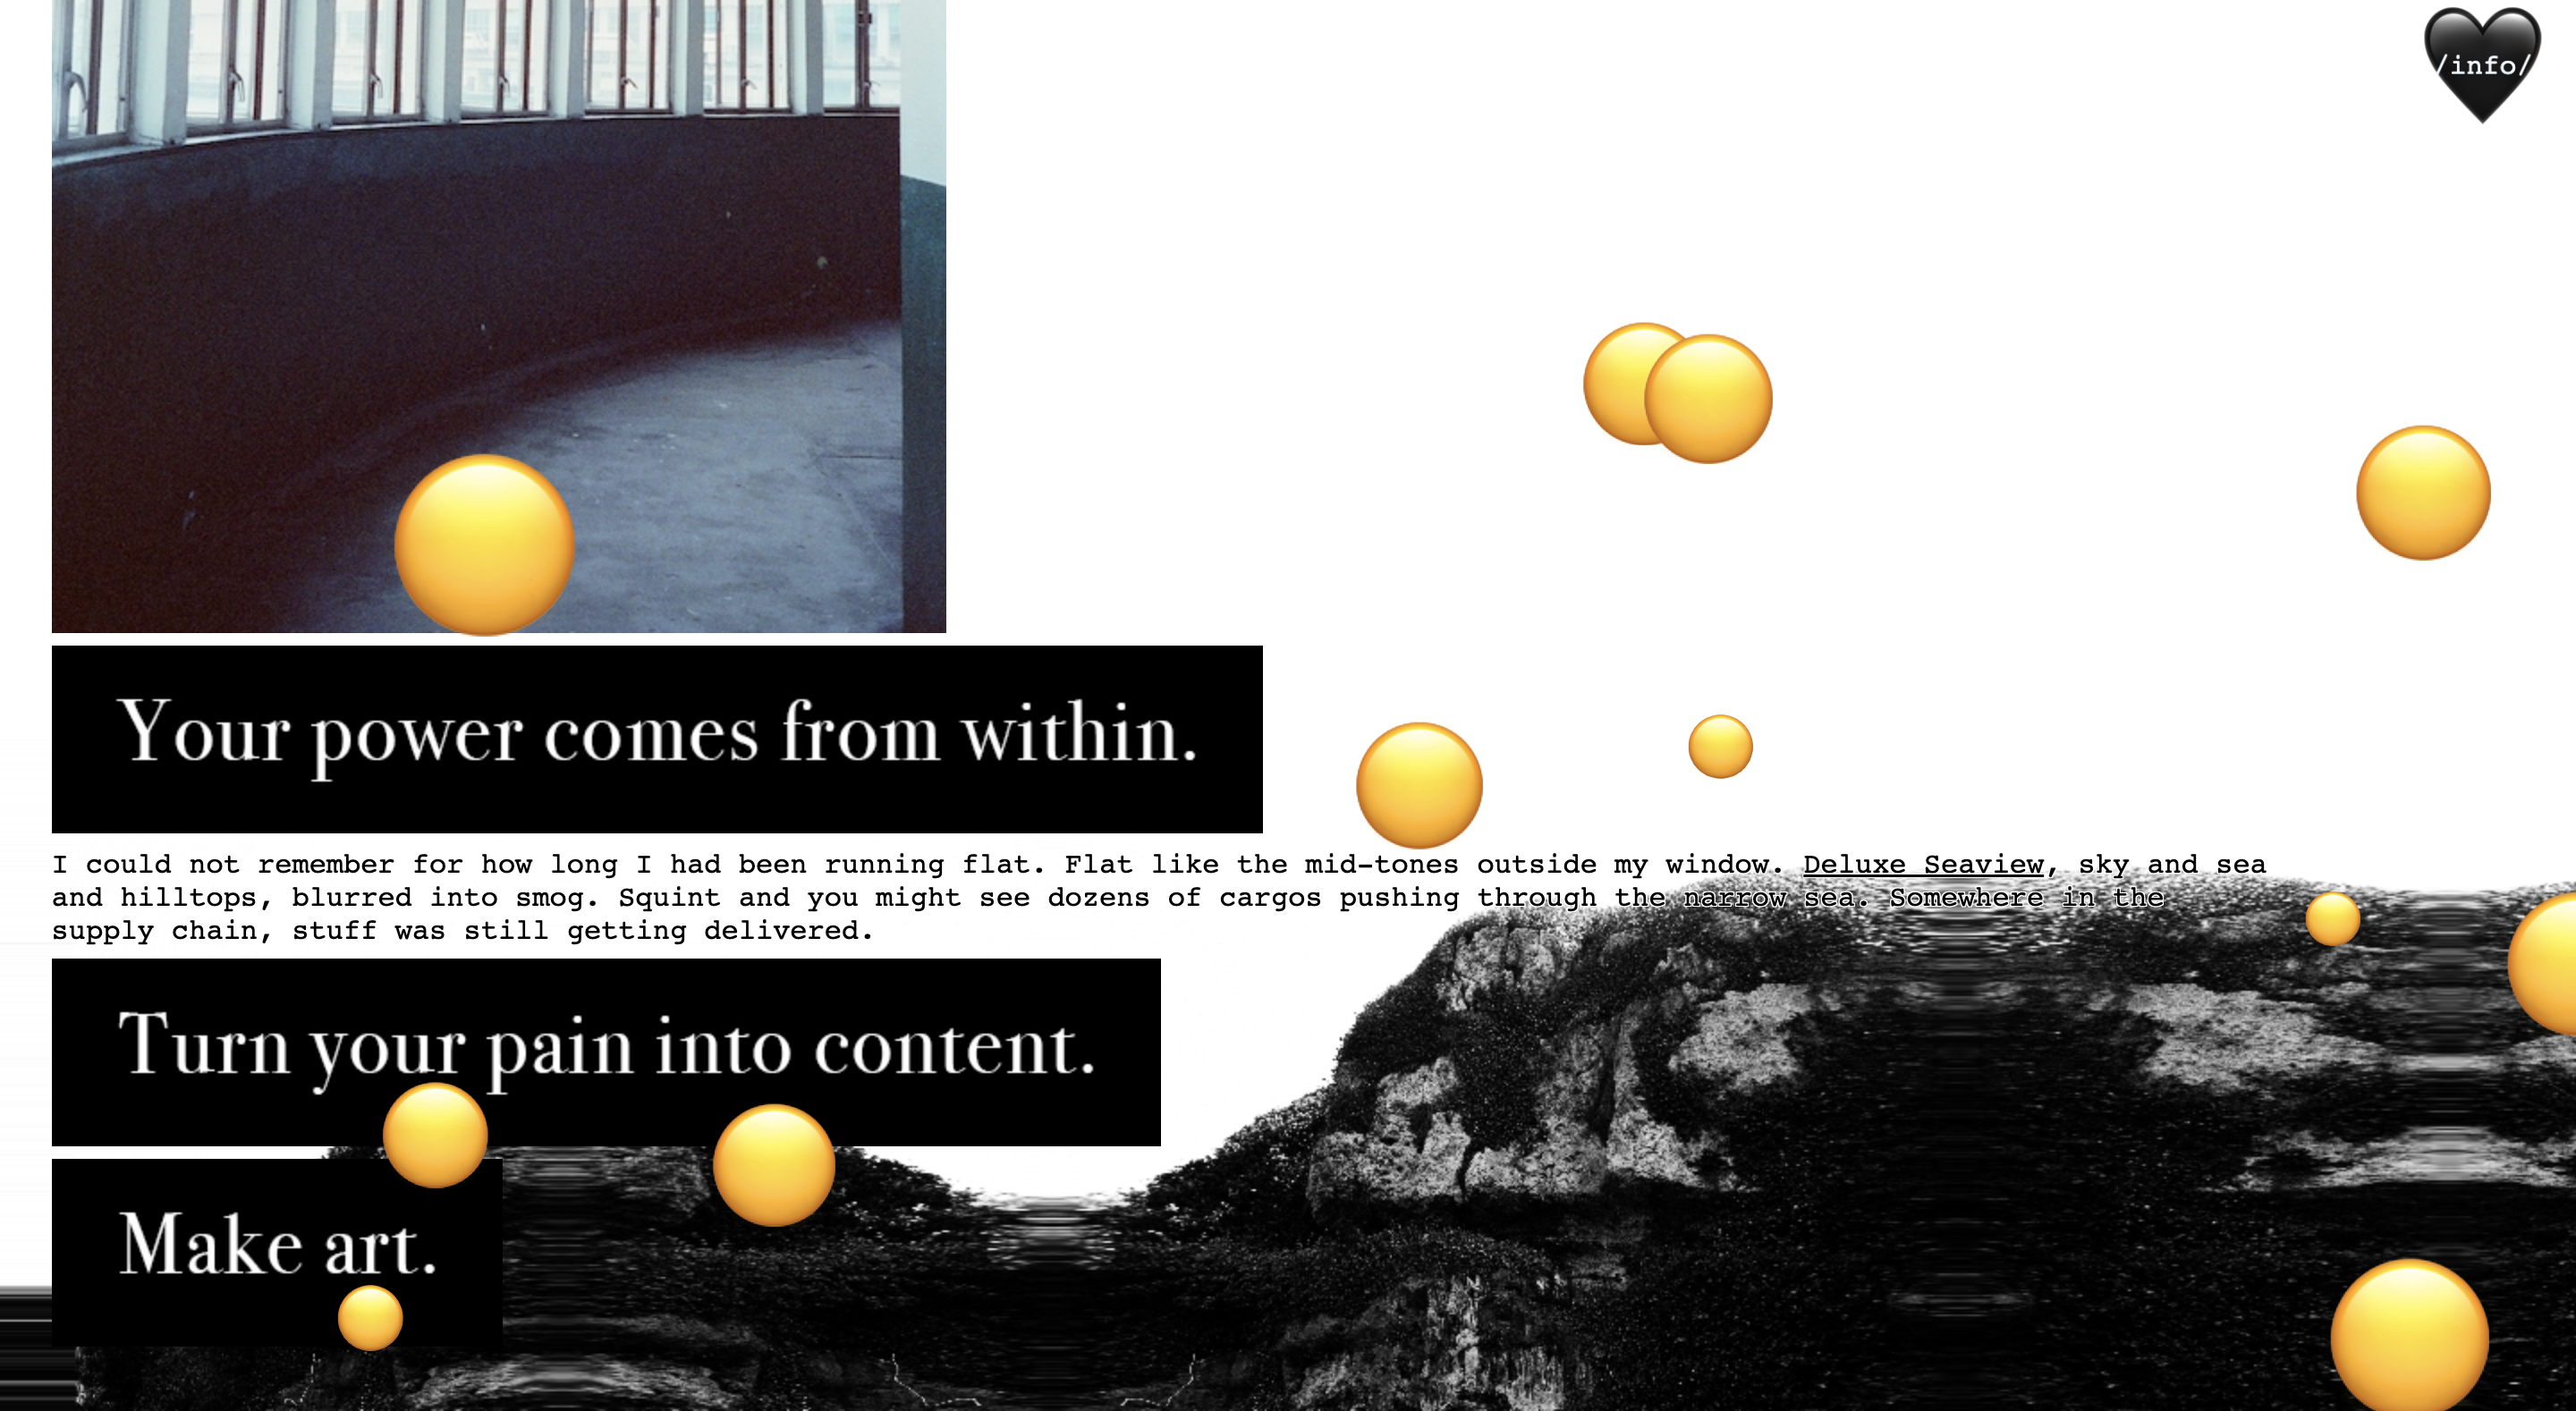 /info/
Your power comes from within.
I could not remember for how long I had been running flat. Flat like the mid-tones outside my window. Deluxe Seaview, sky and sea
and hilltops, blurred into smog. Squint and you might see dozens of cargos pushing through the narrow sea. Somewhere in the
supply chain, stuff was still getting delivered.
Turn your pain into content.
Make art.